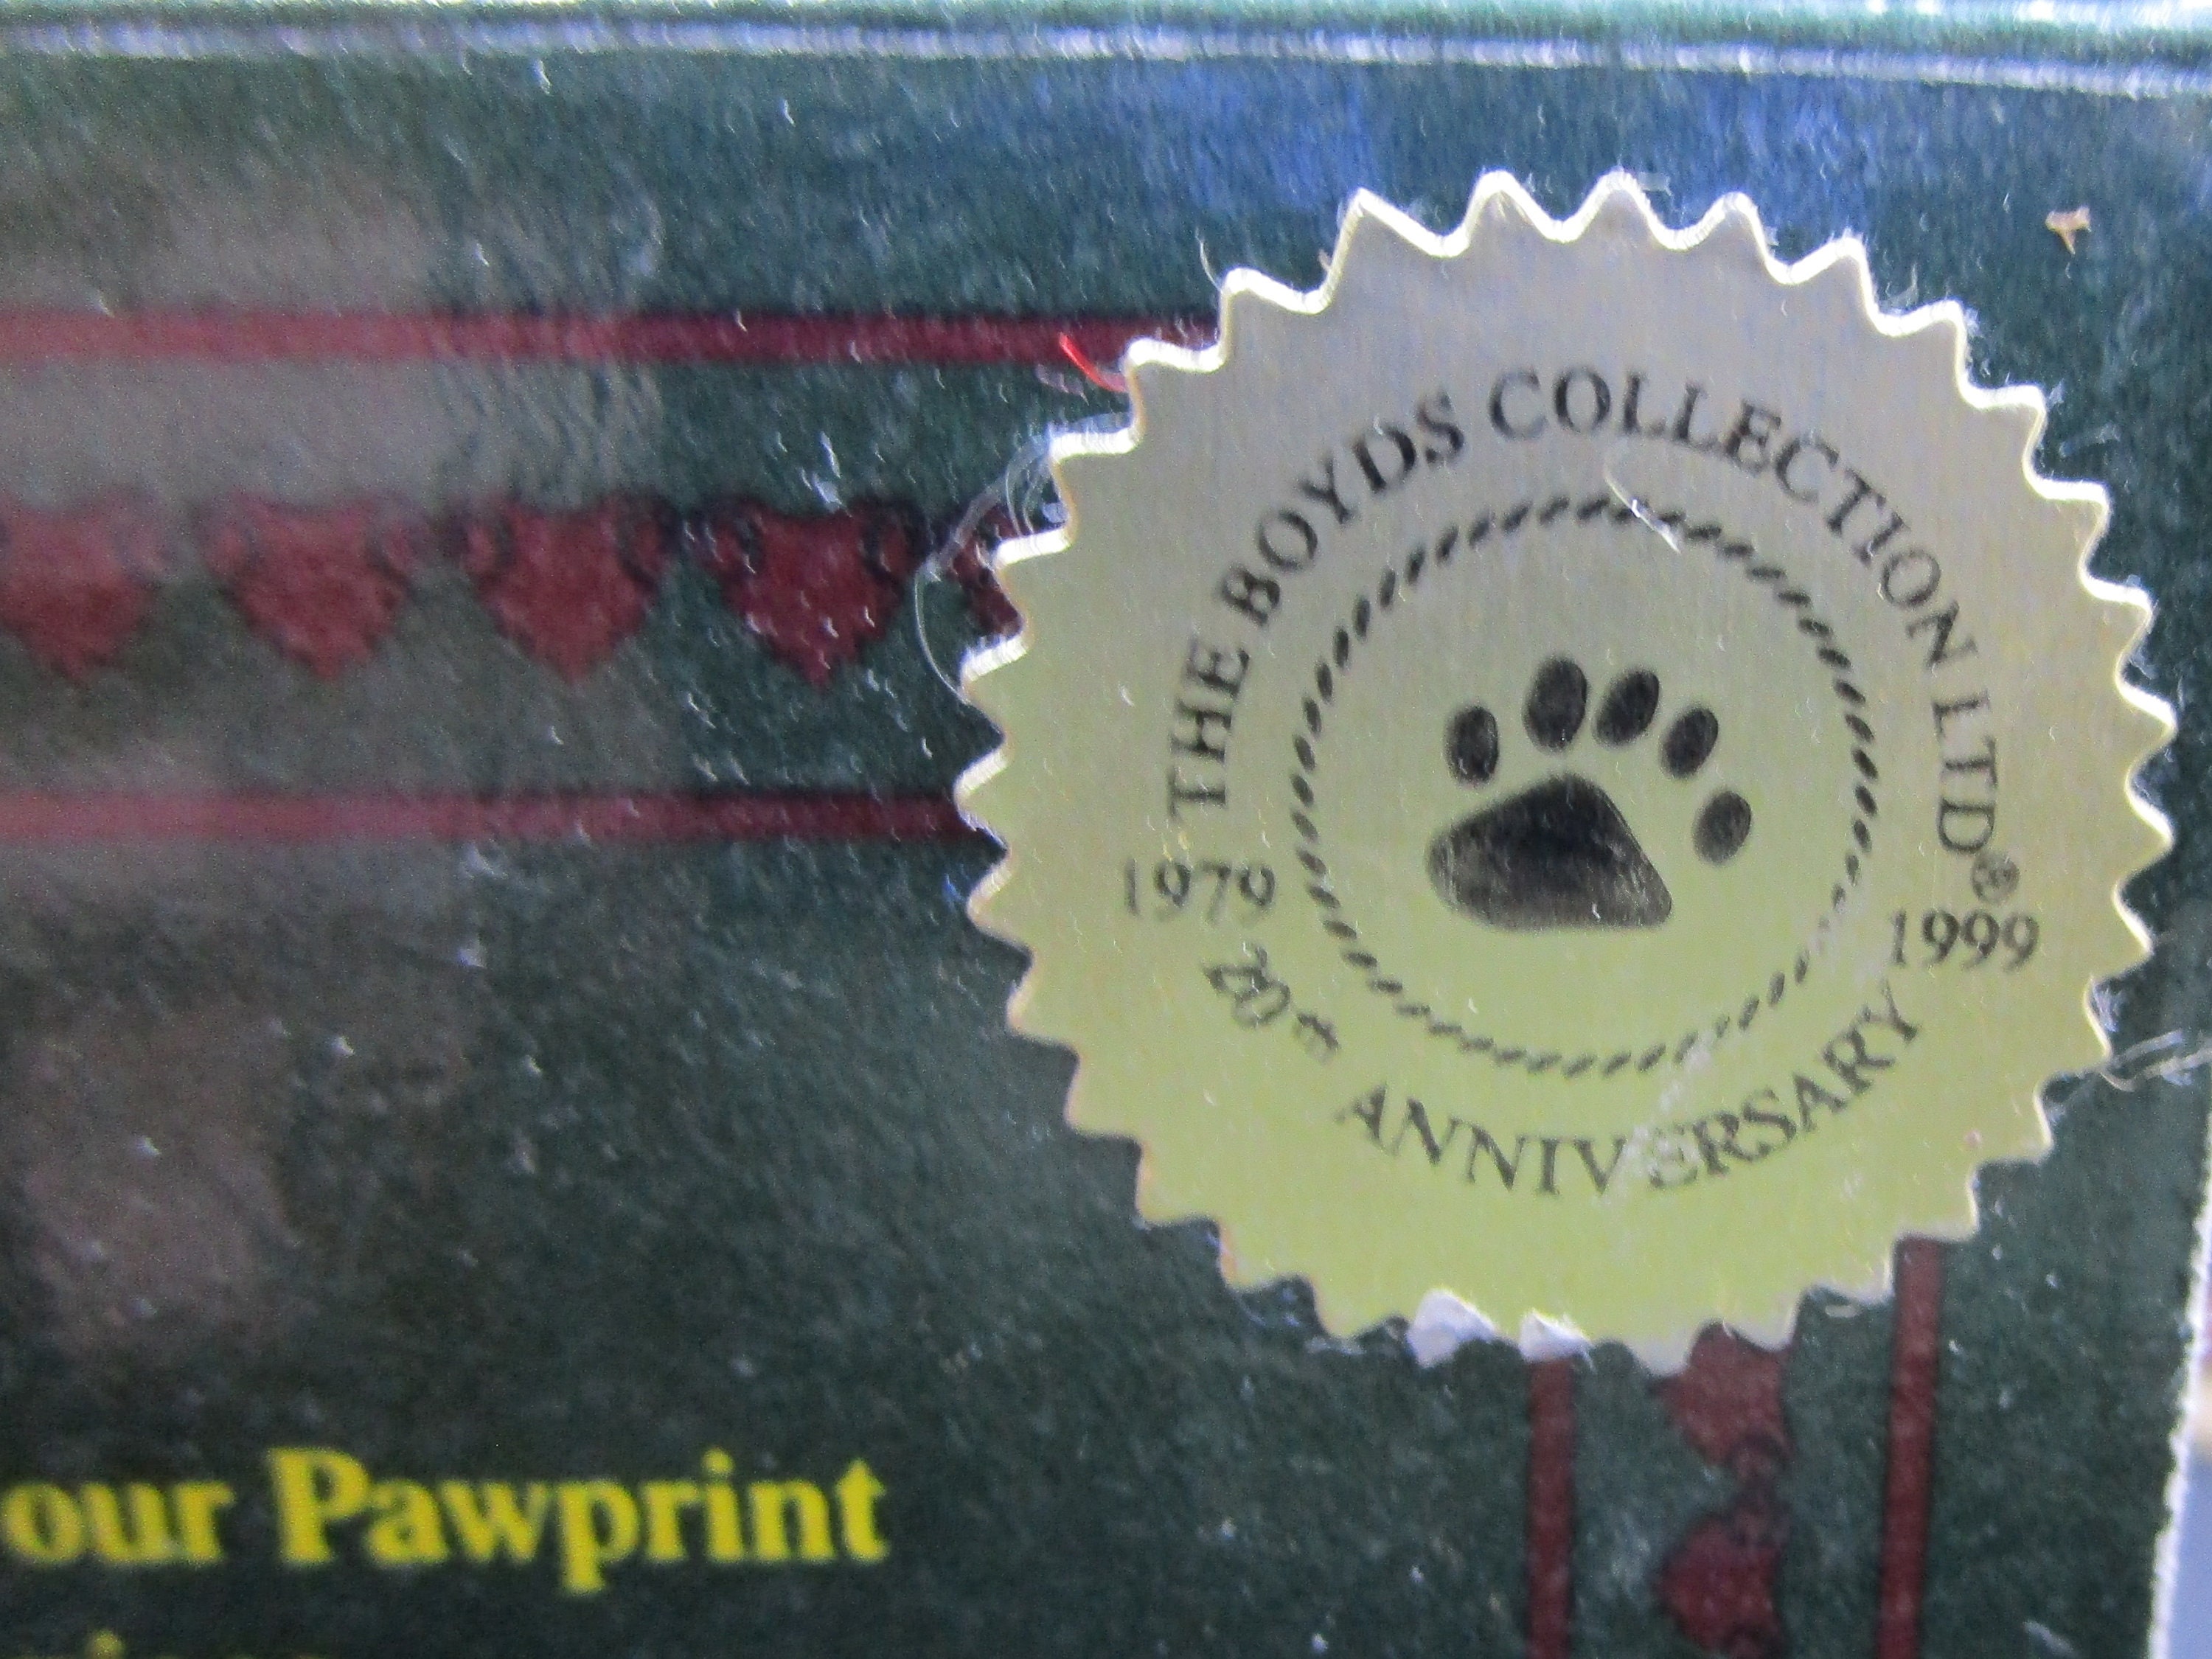 THE BOYDS COLLECTION LTD®
1979
1999
20th ANNIVERSARY
our Pawprint